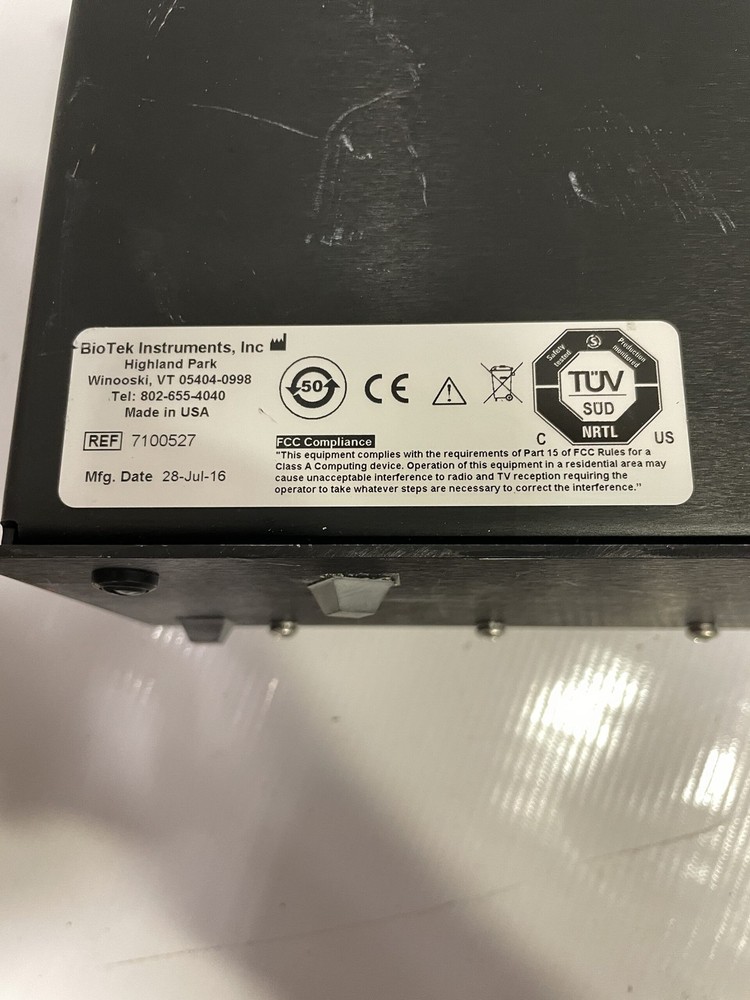 BioTek Instruments, Inc
Highland Park
Winooski, VT 05404-0998
Tel: 802-655-4040
Made in USA
REF 7100527
Mfg. Date 28-Jul-16
50
CE
FCC Compliance
"This equipment complies with the requirements of Part 15 of FCC Rules for a
Class A Computing device. Operation of this equipment in a residential area may
cause unacceptable interference to radio and TV reception requiring the
operator to take whatever steps are necessary to correct the interference."
Safety
tested
Production
monitored
TÜV
SÜD
NRTL
C US